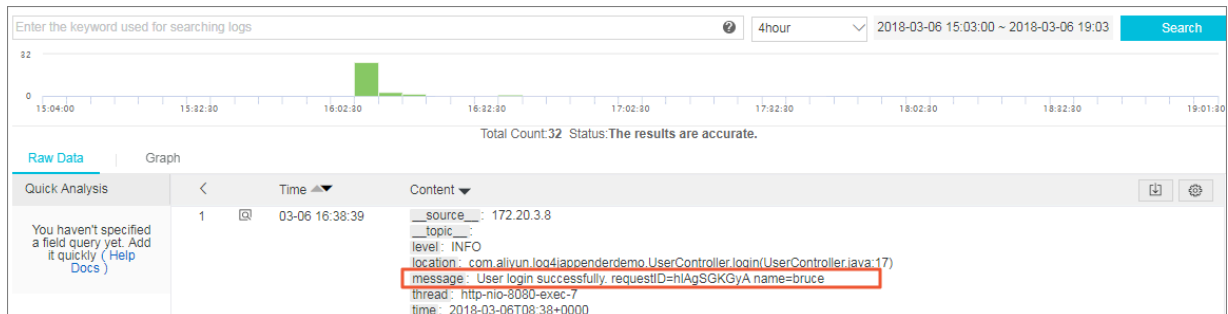 Enter the keyword used for searching logs
4hour
2018-03-06 15:03:00 ~ 2018-03-06 19:03
Search
32
0
15:04:00 15:32:30 16:02:30 16:32:30 17:02:30 17:32:30 18:02:30 18:32:30 19:01:30
Total Count:32 Status:The results are accurate.
Raw Data Graph
Quick Analysis < Time Content
You haven't specified
a field query yet. Add
it quickly ( Help
Docs )
1 03-06 16:38:39 __source__: 172.20.3.8
__topic__:
level: INFO
location: com.aliyun.log4jappenderdemo.UserController.login(UserController.java:17)
message: User login successfully. requestID=hlAgSGKGyA name=bruce
thread: http-nio-8080-exec-7
time: 2018-03-06T08:38+0000